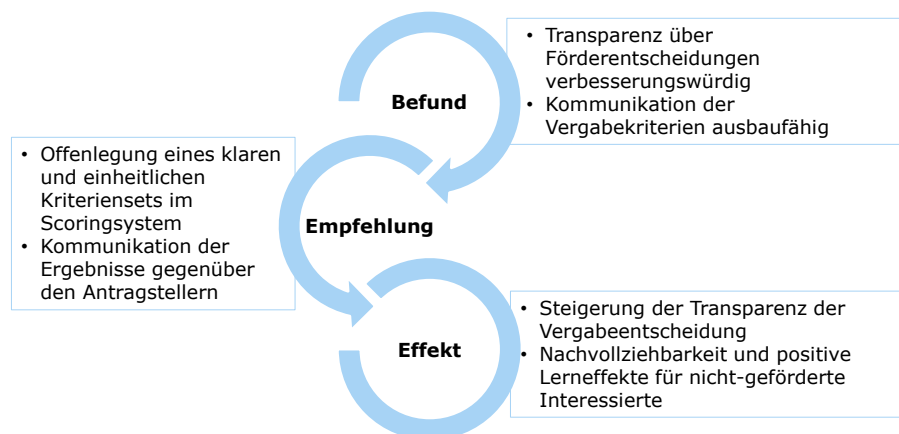 Befund
• Transparenz über
Förderentscheidungen
verbesserungswürdig
• Kommunikation der
Vergabekriterien ausbaufähig
• Offenlegung eines klaren
und einheitlichen
Kriteriensets im
Scoringsystem
• Kommunikation der
Ergebnisse gegenüber
den Antragstellern
Empfehlung
Effekt
• Steigerung der Transparenz der
Vergabeentscheidung
• Nachvollziehbarkeit und positive
Lerneffekte für nicht-geförderte
Interessierte